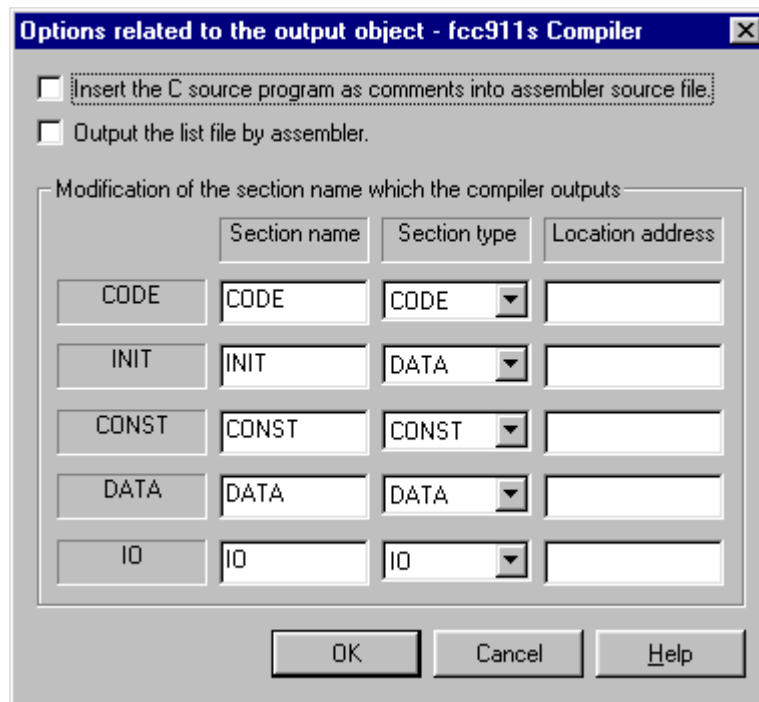 Options related to the output object - fcc911s Compiler
Insert the C source program as comments into assembler source file.
Output the list file by assembler.
Modification of the section name which the compiler outputs
Section name Section type Location address
CODE CODE CODE
INIT INIT DATA
CONST CONST CONST
DATA DATA DATA
IO IO IO
OK Cancel Help